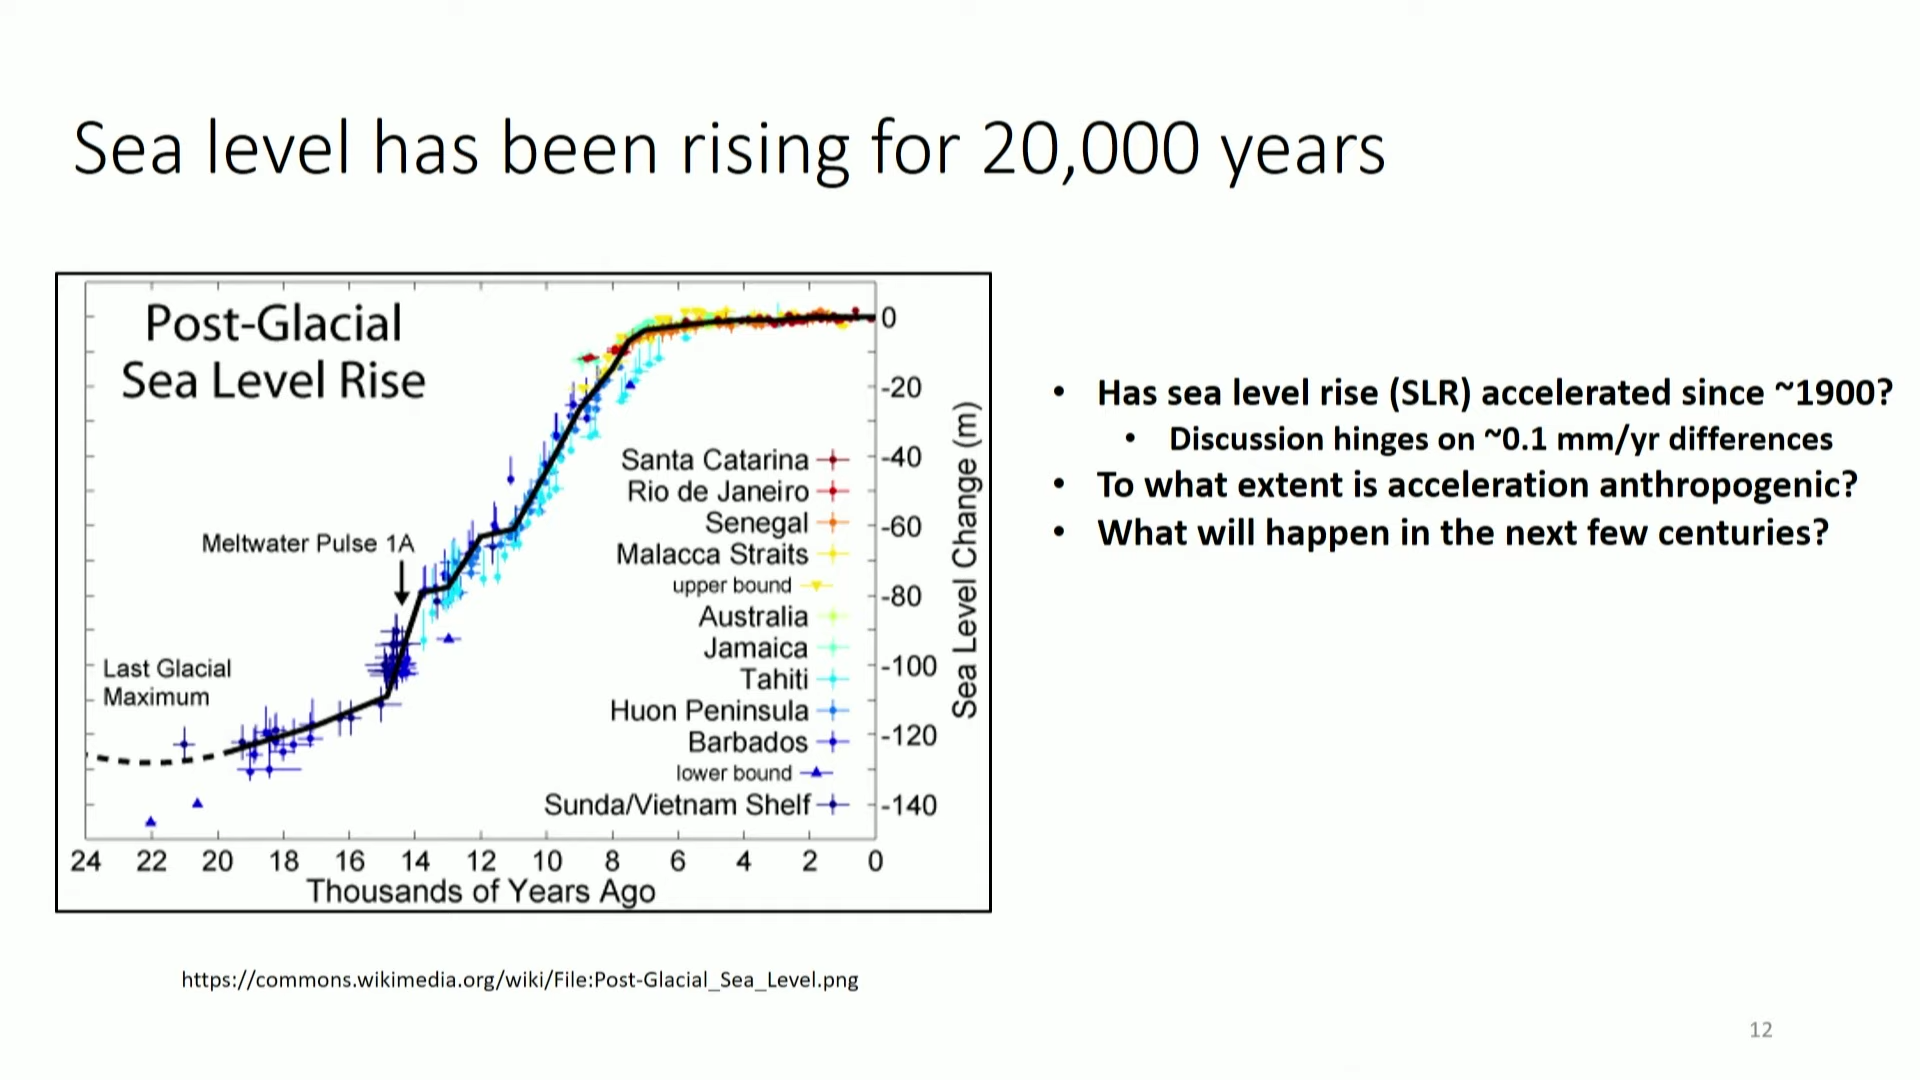 Sea level has been rising for 20,000 years
Post-Glacial
Sea Level Rise
Meltwater Pulse 1A
Last Glacial
Maximum
Santa Catarina
Rio de Janeiro
Senegal
Malacca Straits
upper bound
Australia
Jamaica
Tahiti
Huon Peninsula
Barbados
lower bound
Sunda/Vietnam Shelf
0
-20
-40
-60
-80
-100
-120
-140
Sea Level Change (m)
24 22 20 18 16 14 12 10 8 6 4 2 0
Thousands of Years Ago
https://commons.wikimedia.org/wiki/File:Post-Glacial_Sea_Level.png
• Has sea level rise (SLR) accelerated since ~1900?
• Discussion hinges on ~0.1 mm/yr differences
• To what extent is acceleration anthropogenic?
• What will happen in the next few centuries?
12